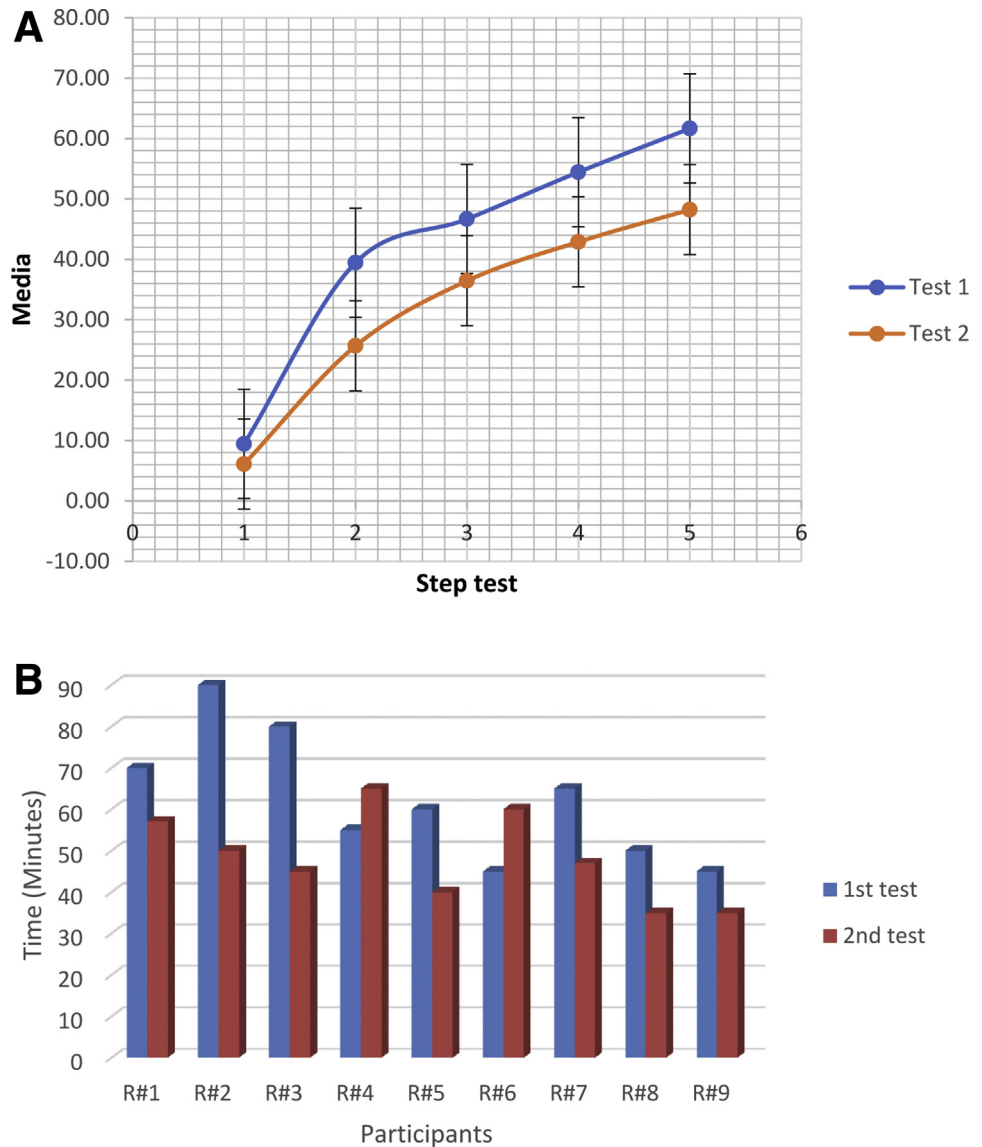 A
80.00
70.00
60.00
50.00
40.00
30.00
20.00
10.00
0.00
-10.00
Media
0 1 2 3 4 5 6
Step test
Test 1
Test 2
B
90
80
70
60
50
40
30
20
10
0
Time (Minutes)
R#1 R#2 R#3 R#4 R#5 R#6 R#7 R#8 R#9
Participants
1st test
2nd test